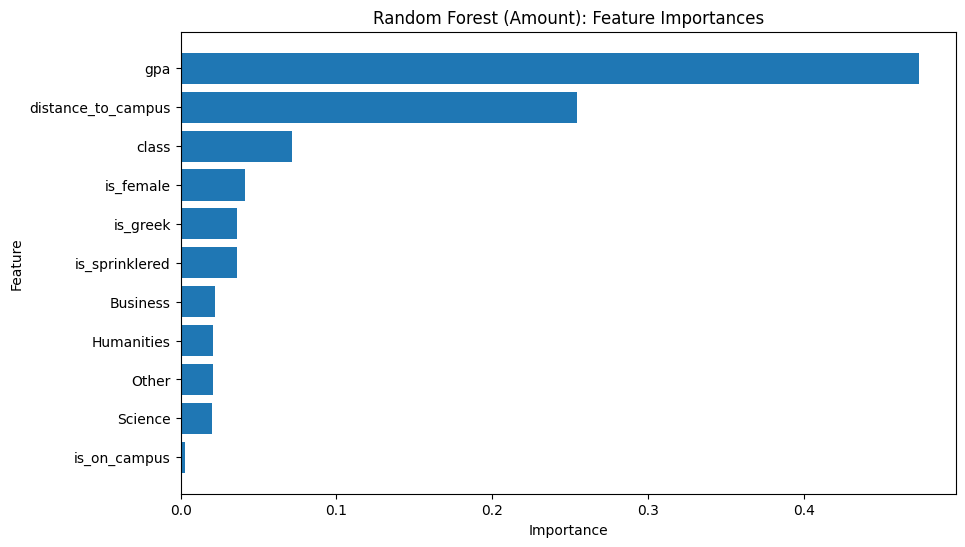 Random Forest (Amount): Feature Importances
gpa
distance_to_campus
class
is_female
is_greek
is_sprinklered
Business
Humanities
Other
Science
is_on_campus
Feature
0.0 0.1 0.2 0.3 0.4
Importance